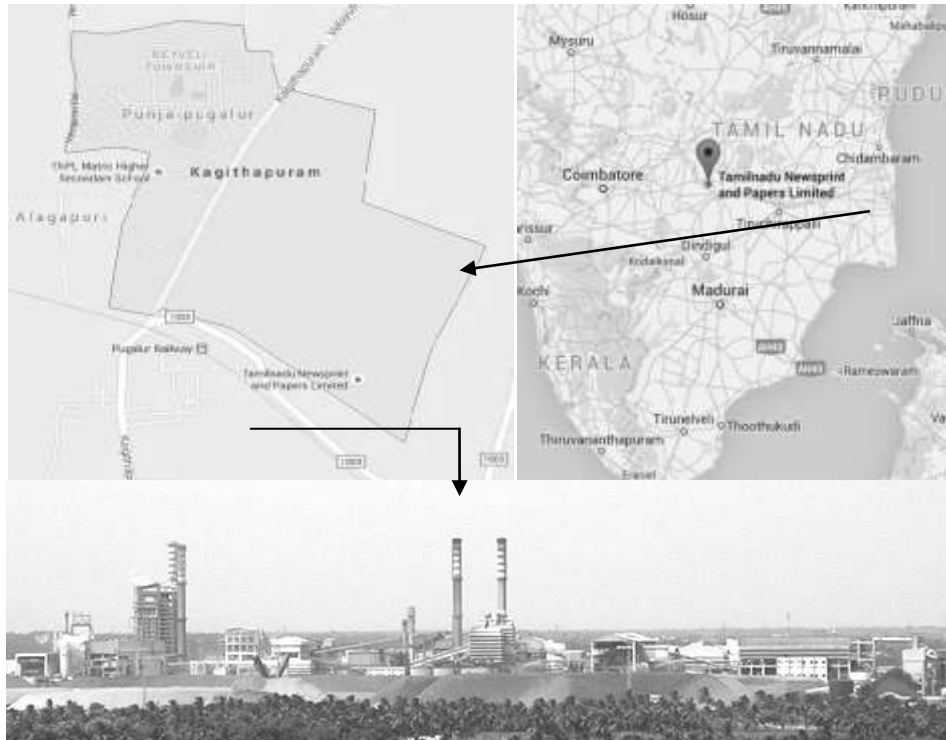 NEYVELI
TOWNSHIP
Punja-pugalur
TNPL Matric Higher
Secondary School
Kagithapuram
Alagapuri
Pugalur Railway
Tamilnadu Newsprint
and Papers Limited
Hosur
Mysuru
Tiruvannamalai
PUDU
TAMIL NADU
Chidambaram
Coimbatore
Tamilnadu Newsprint
and Papers Limited
Tiruchirappalli
rissur
Dindigul
Kodaikanal
Kochi
Madurai
Jaffna
KERALA
Rameswaram
Tirunelveli
Thoothukudi
Va
Thiruvananthapuram